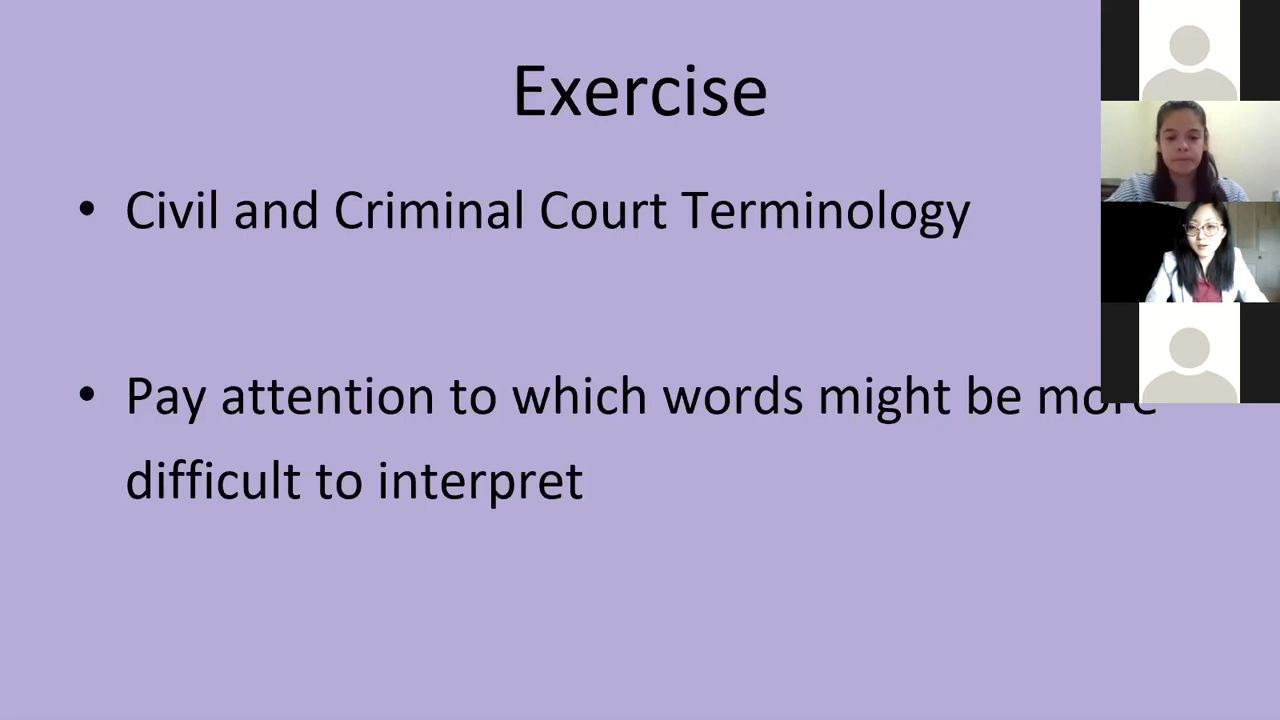 Exercise
• Civil and Criminal Court Terminology
• Pay attention to which words might be more
difficult to interpret